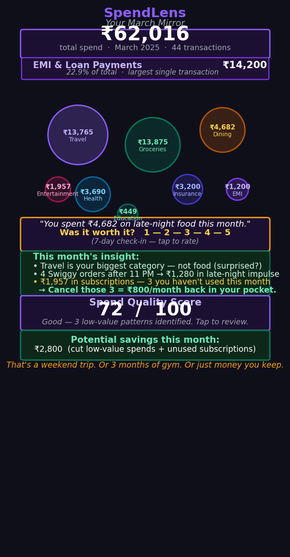 SpendLens
Your March Mirror
₹62,016
total spend · March 2025 · 44 transactions
EMI & Loan Payments ₹14,200
22.9% of total · largest single transaction
₹13,765
Travel
₹13,875
Groceries
₹4,682
Dining
₹1,957
Entertainment
₹3,690
Health
₹3,200
Insurance
₹1,200
EMI
₹449
Education
"You spent ₹4,682 on late-night food this month."
Was it worth it? 1 — 2 — 3 — 4 — 5
(7-day check-in — tap to rate)
This month's insight:
• Travel is your biggest category — not food (surprised?)
• 4 Swiggy orders after 11 PM → ₹1,280 in late-night impulse
• ₹1,957 in subscriptions — 3 you haven't used this month
→ Cancel those 3 = ₹800/month back in your pocket.
Spend Quality Score
72 / 100
Good — 3 low-value patterns identified. Tap to review.
Potential savings this month:
₹2,800 (cut low-value spends + unused subscriptions)
That's a weekend trip. Or 3 months of gym. Or just money you keep.